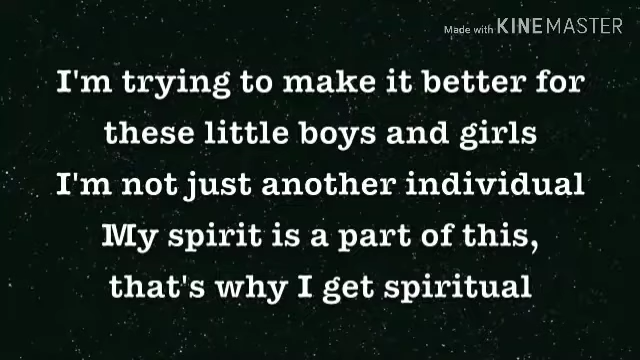 Made with KINEMASTER
I'm trying to make it better for
these little boys and girls
I'm not just another individual
My spirit is a part of this,
that's why I get spiritual